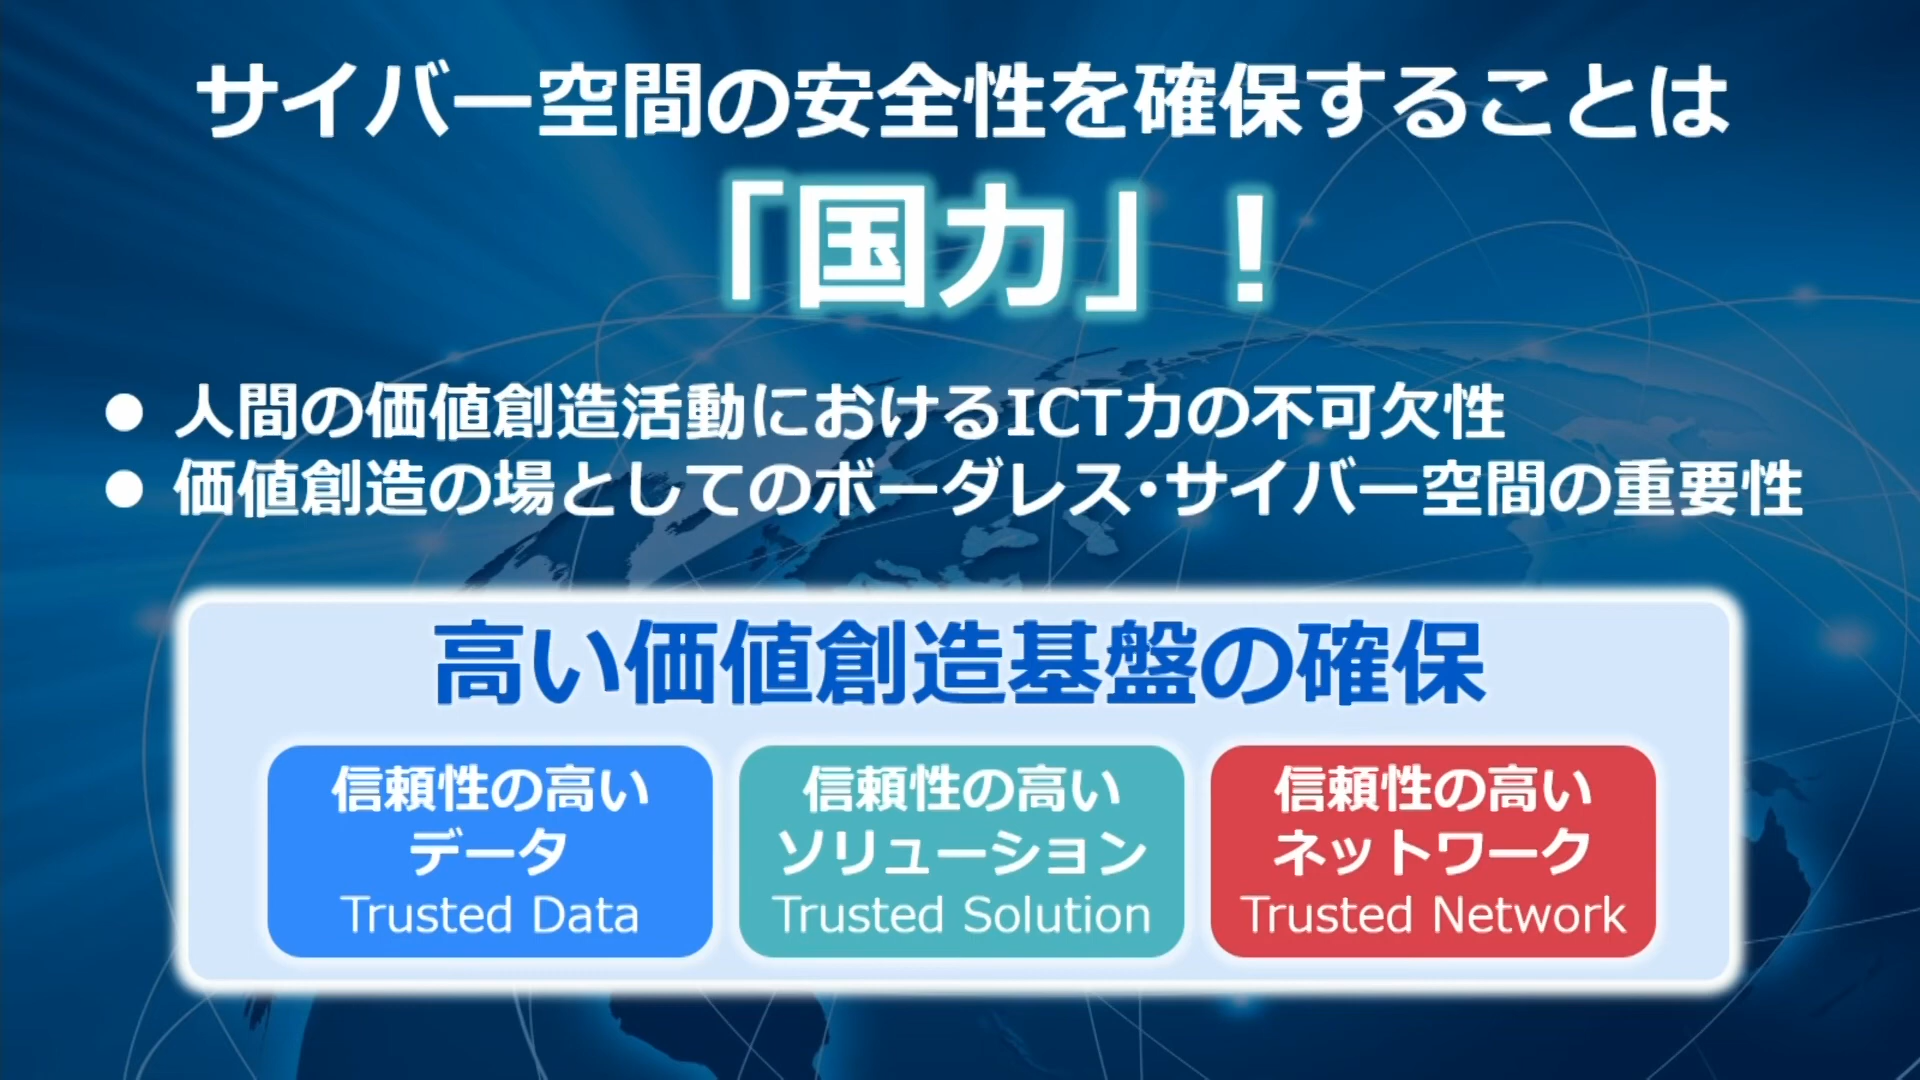 サイバー空間の安全性を確保することは
「国力」！
● 人間の価値創造活動におけるICT力の不可欠性
● 価値創造の場としてのボーダレス・サイバー空間の重要性
高い価値創造基盤の確保
信頼性の高い
データ
Trusted Data
信頼性の高い
ソリューション
Trusted Solution
信頼性の高い
ネットワーク
Trusted Network